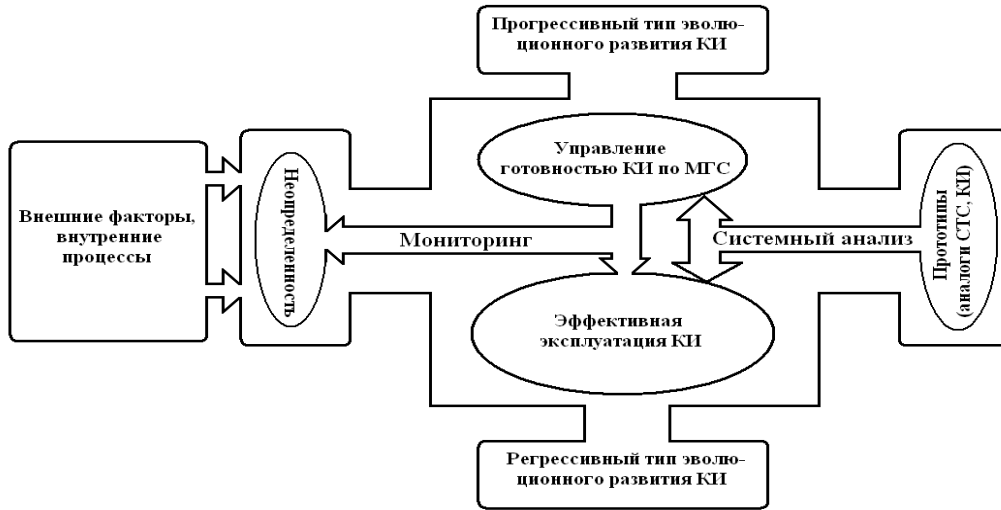 Прогрессивный тип эволю-
ционного развития КИ
Управление
готовностью КИ по МГС
Внешние факторы,
внутренние
процессы
Неопределенность
Мониторинг
Системный анализ
Прототипы
(аналоги СТС, КИ)
Эффективная
эксплуатация КИ
Регрессивный тип эволю-
ционного развития КИ